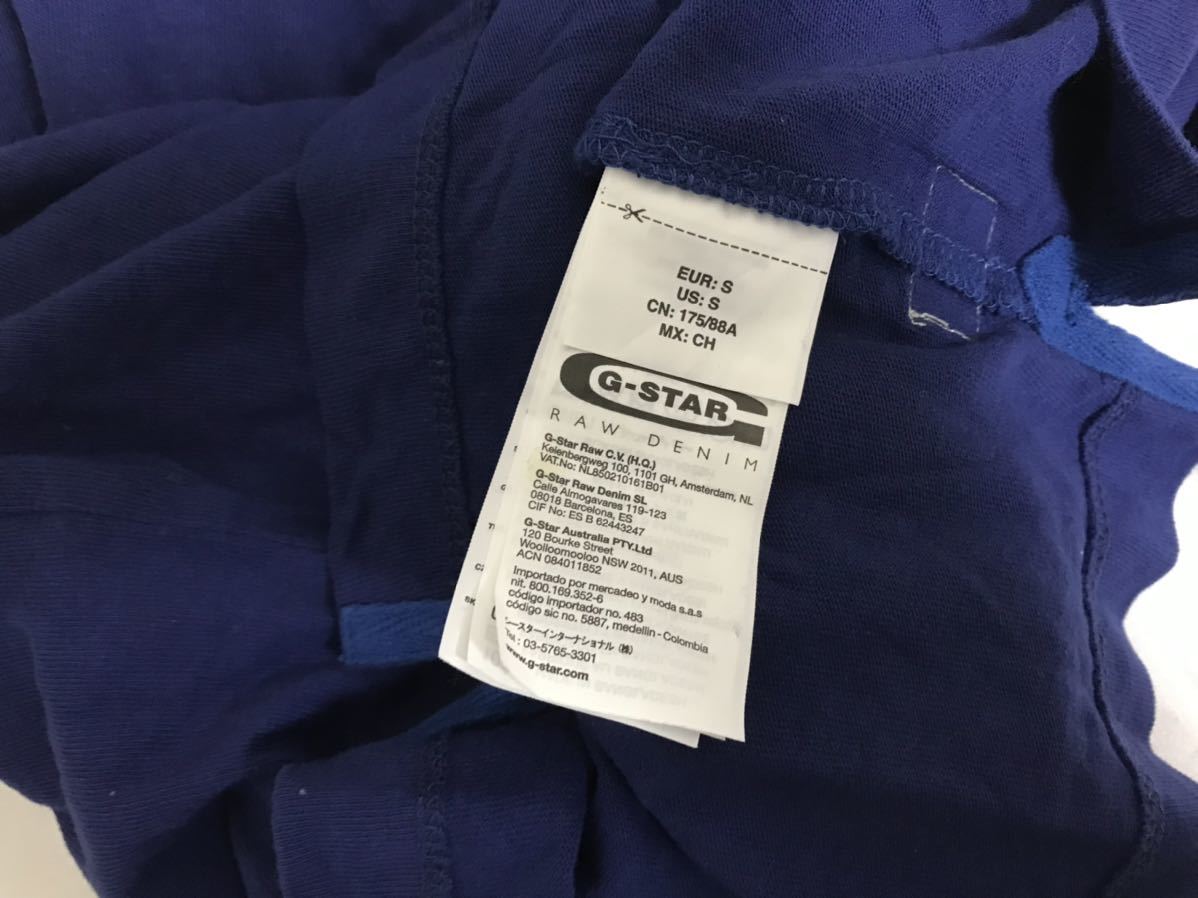 EUR: S
US: S
CN: 175/88A
MX: CH
G-STAR
RAW DENIM
G-Star Raw C.V. (H.Q.)
Keienbergweg 100, 1101 GH, Amsterdam, NL
VAT.No: NL850210161B01
G-Star Raw Denim SL
Calle Almogavares 119-123
08018 Barcelona, ES
CIF No: ES B 62443247
G-Star Australia PTY.Ltd
120 Bourke Street
Woolloomooloo NSW 2011, AUS
ACN 084011852
Importado por mercadeo y moda s.a.s
nit. 800.169.352-6
código importador no. 483
código sic no. 5887, medellin - Colombia
ジースターインターナショナル (株)
Tel : 03-5765-3301
www.g-star.com